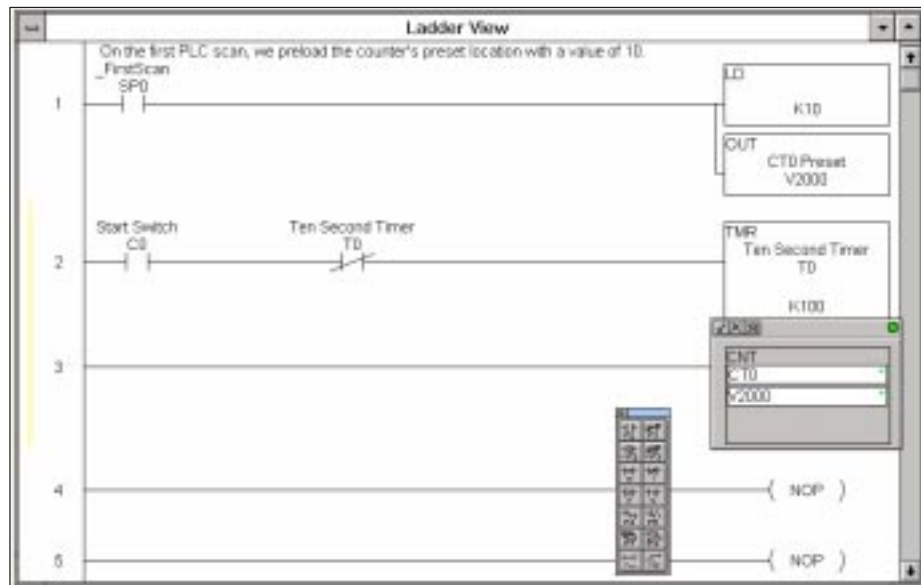 Ladder View
On the first PLC scan, we preload the counter's preset location with a value of 10.
_FirstScan
SP0
1
LD
K10
OUT
CT0 Preset
V2000
Start Switch
C0
Ten Second Timer
T0
2
TMR
Ten Second Timer
T0
K100
3
CNT
CT0
V2000
4
( NOP )
5
( NOP )